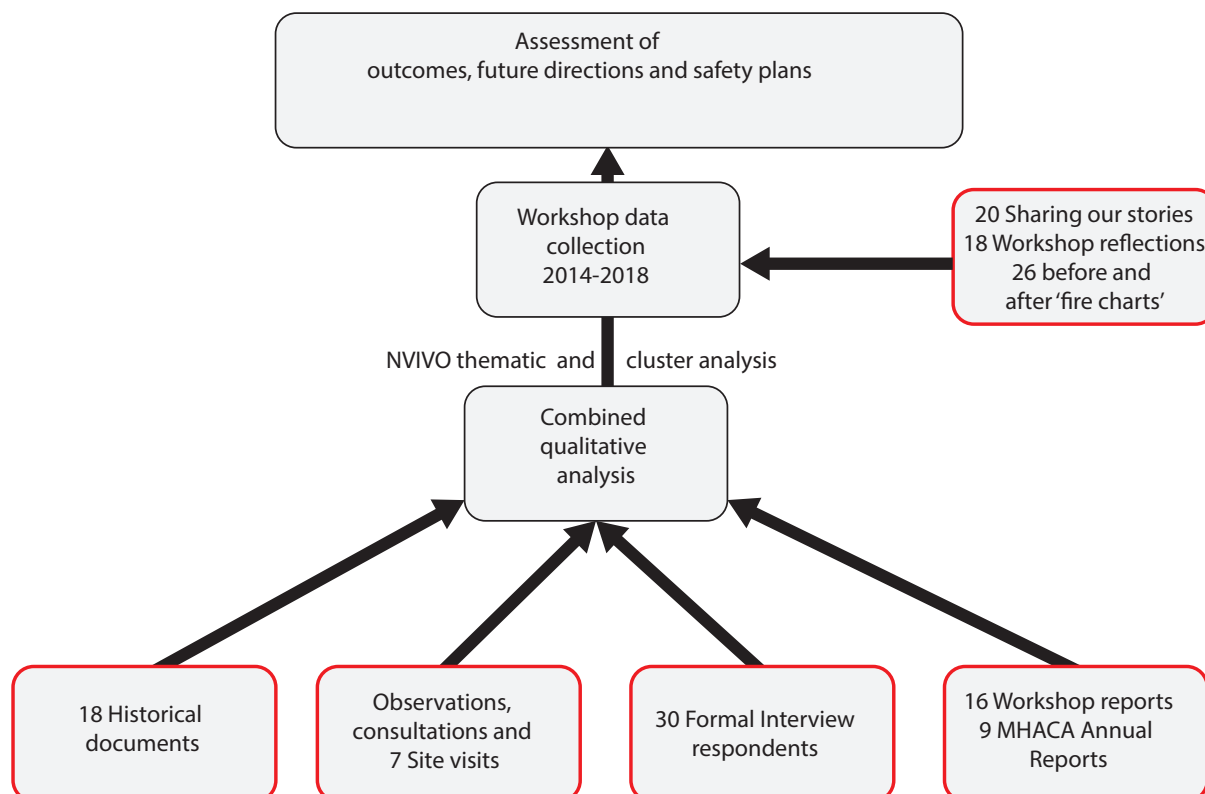 Assessment of
outcomes, future directions and safety plans
Workshop data
collection
2014-2018
20 Sharing our stories
18 Workshop reflections
26 before and
after ‘fire charts’
NVIVO thematic and cluster analysis
Combined
qualitative
analysis
18 Historical
documents
Observations,
consultations and
7 Site visits
30 Formal Interview
respondents
16 Workshop reports
9 MHACA Annual
Reports